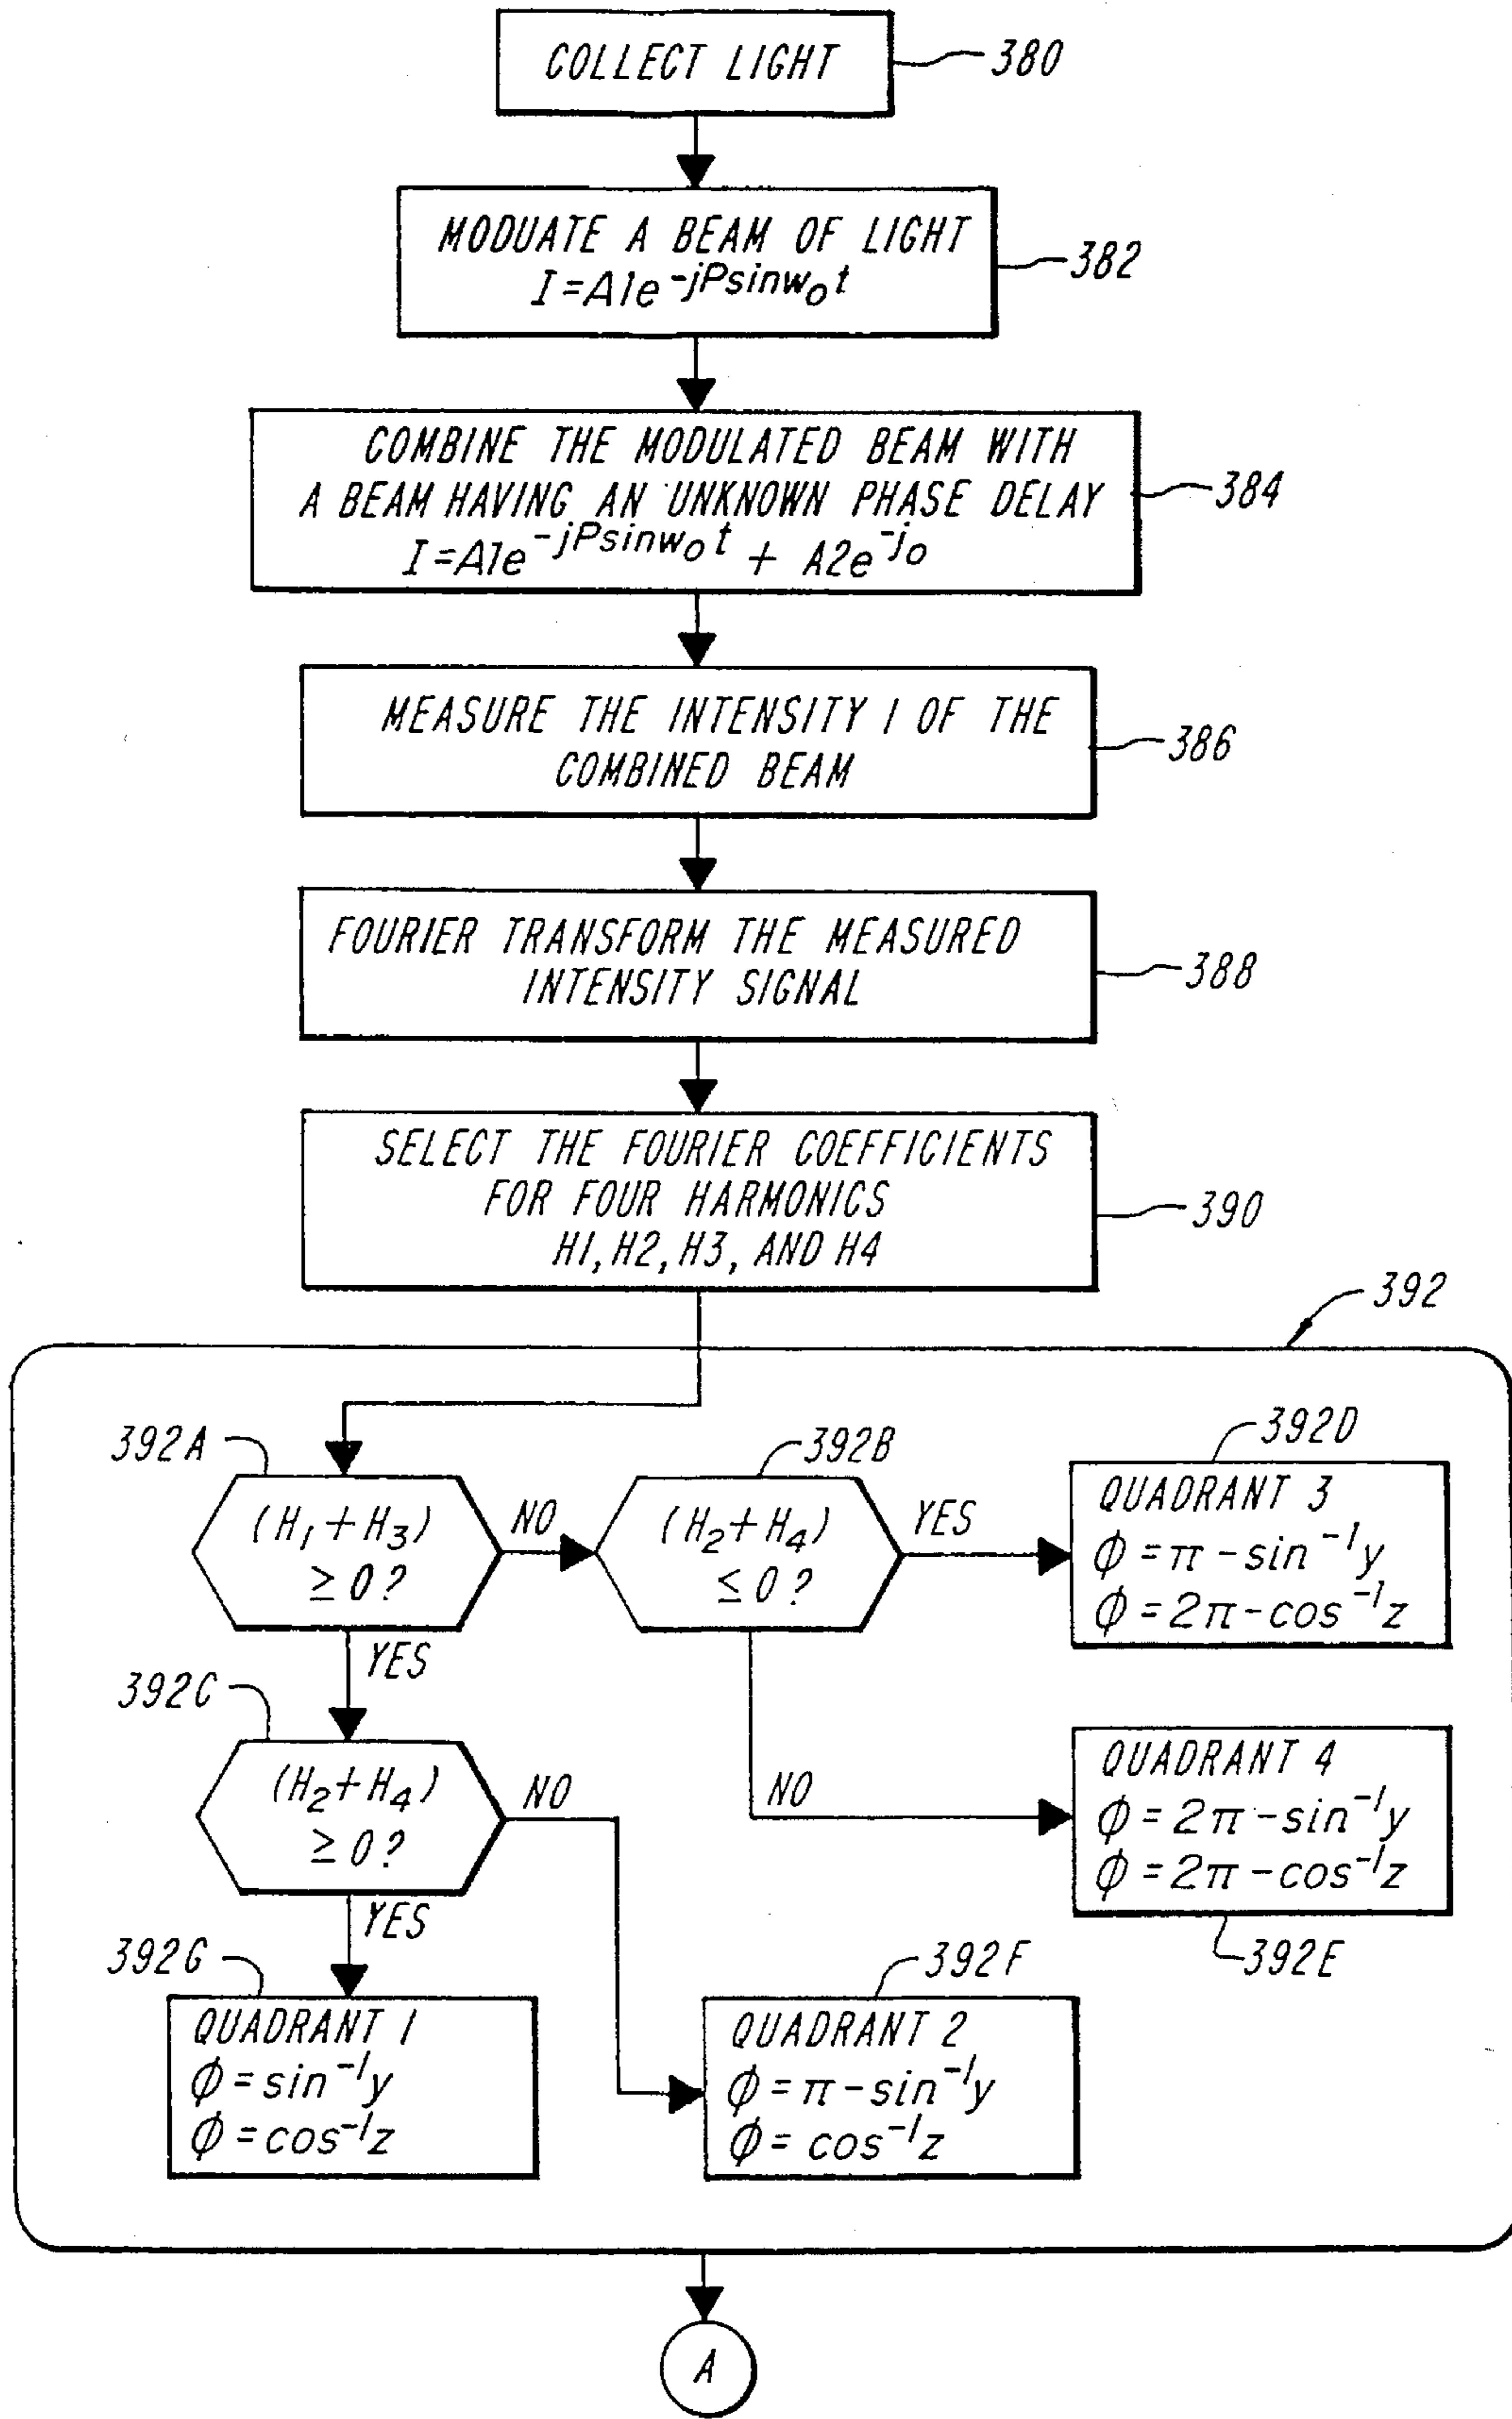 COLLECT LIGHT
380
MODUATE A BEAM OF LIGHT
I=A1e^-jPsinw₀t
382
COMBINE THE MODULATED BEAM WITH
A BEAM HAVING AN UNKNOWN PHASE DELAY
I=A1e^-jPsinw₀t + A2e^-jo
384
MEASURE THE INTENSITY I OF THE
COMBINED BEAM
386
FOURIER TRANSFORM THE MEASURED
INTENSITY SIGNAL
388
SELECT THE FOURIER COEFFICIENTS
FOR FOUR HARMONICS
H1, H2, H3, AND H4
390
392
392A
(H₁+H₃)
≥0?
NO
YES
392B
(H₂+H₄)
≤0?
YES
NO
392D
QUADRANT 3
ϕ=π-sin⁻¹y
ϕ=2π-cos⁻¹z
392C
(H₂+H₄)
≥0?
NO
YES
QUADRANT 4
ϕ=2π-sin⁻¹y
ϕ=2π-cos⁻¹z
392E
392G
QUADRANT 1
ϕ=sin⁻¹y
ϕ=cos⁻¹z
392F
QUADRANT 2
ϕ=π-sin⁻¹y
ϕ=cos⁻¹z
A